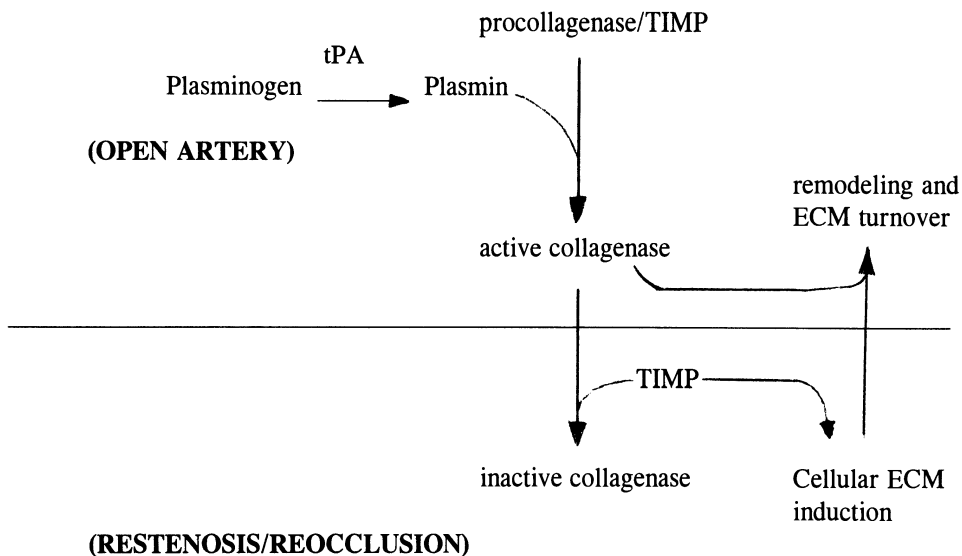 procollagenase/TIMP
tPA
Plasminogen
Plasmin
(OPEN ARTERY)
remodeling and
ECM turnover
active collagenase
TIMP
inactive collagenase
Cellular ECM
induction
(RESTENOSIS/REOCCLUSION)